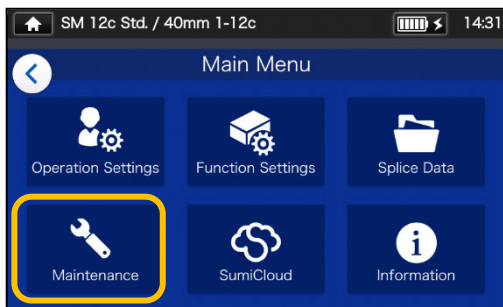 SM 12c Std. / 40mm 1-12c 14:31
Main Menu
Operation Settings Function Settings Splice Data
Maintenance SumiCloud Information